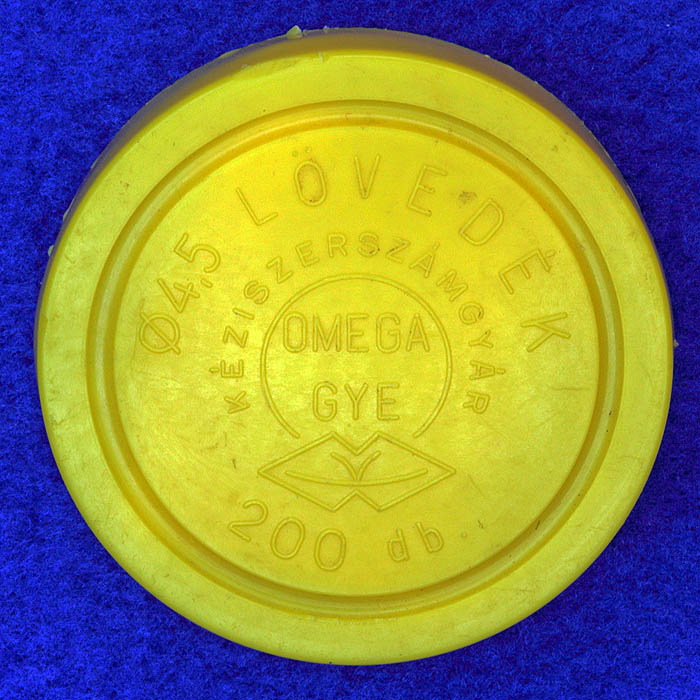 Ø4,5 LÖVEDÉK
KÉZISZERSZÁMGYÁR
OMEGA
GYE
200 db.